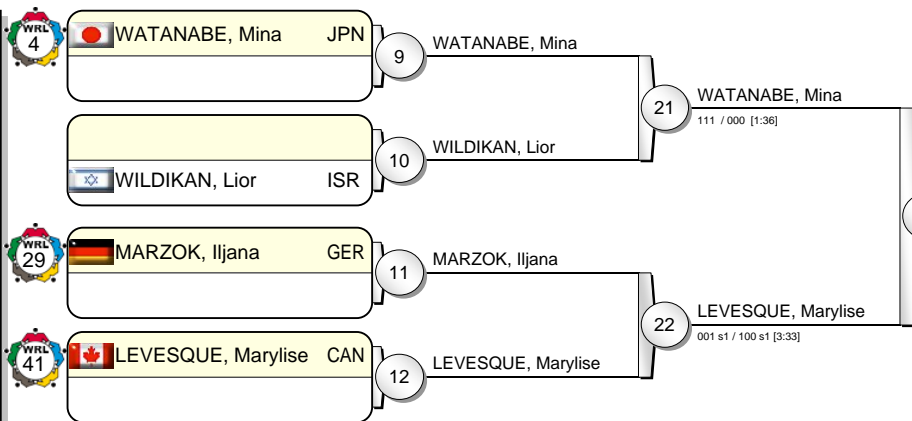 WRL
4
WATANABE, Mina JPN
9
WATANABE, Mina
21
WATANABE, Mina
111 / 000 [1:36]
10
WILDIKAN, Lior
WILDIKAN, Lior ISR
WRL
29
MARZOK, Iljana GER
11
MARZOK, Iljana
22
LEVESQUE, Marylise
001 s1 / 100 s1 [3:33]
WRL
41
LEVESQUE, Marylise CAN
12
LEVESQUE, Marylise